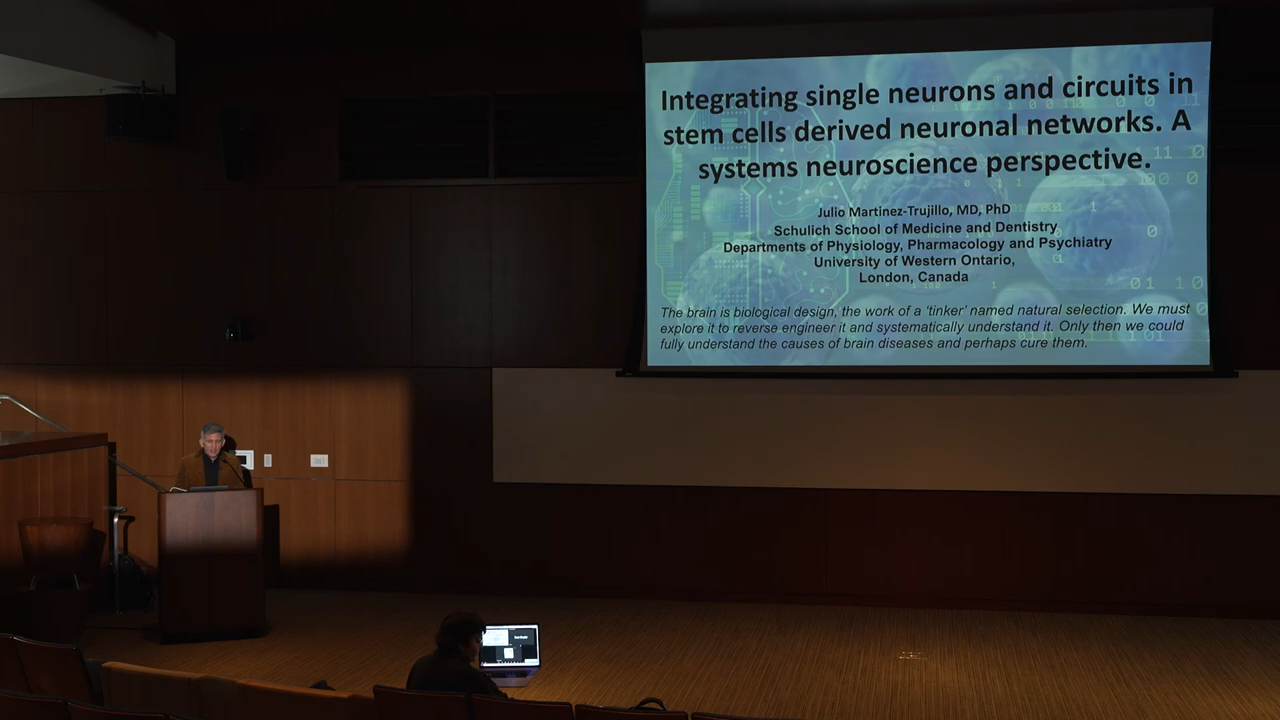 Integrating single neurons and circuits in
stem cells derived neuronal networks. A
systems neuroscience perspective.
Julio Martinez-Trujillo, MD, PhD
Schulich School of Medicine and Dentistry
Departments of Physiology, Pharmacology and Psychiatry
University of Western Ontario,
London, Canada
The brain is biological design, the work of a 'tinker' named natural selection. We must
explore it to reverse engineer it and systematically understand it. Only then we could
fully understand the causes of brain diseases and perhaps cure them.